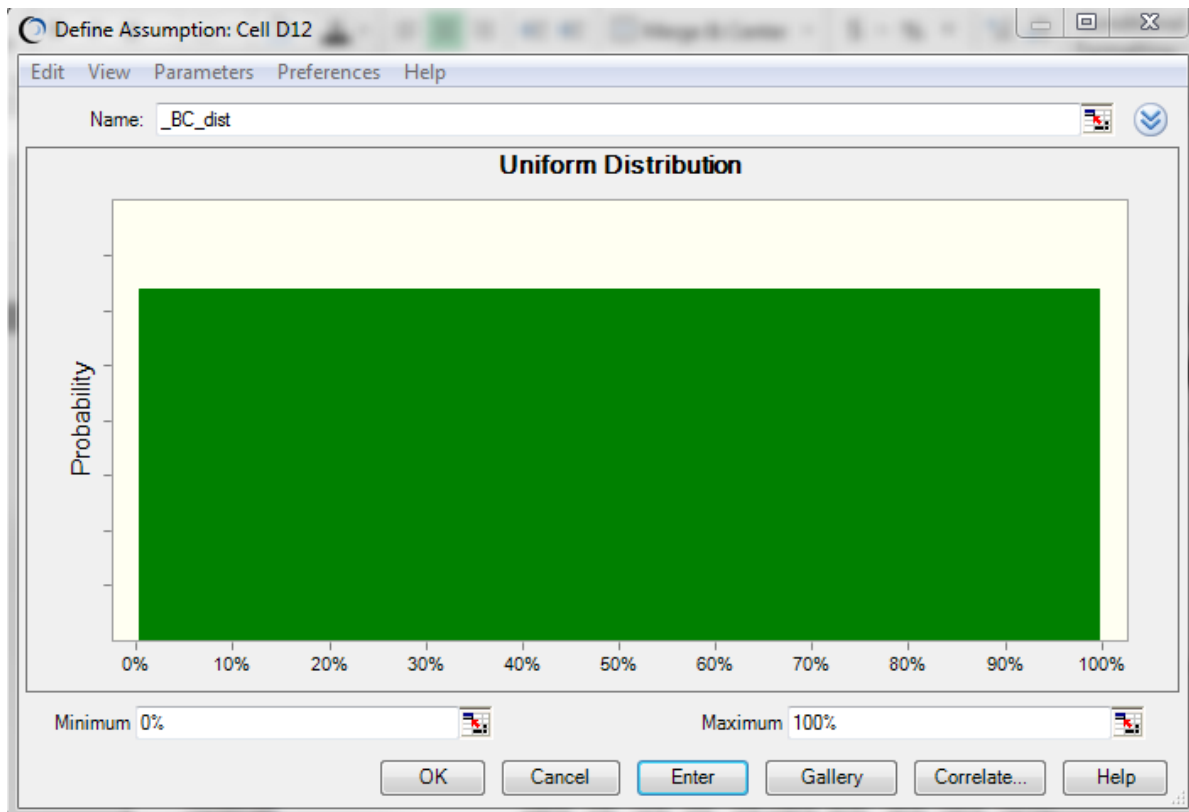 Define Assumption: Cell D12
Edit View Parameters Preferences Help
Name: _BC_dist
Uniform Distribution
Probability
0% 10% 20% 30% 40% 50% 60% 70% 80% 90% 100%
Minimum 0% Maximum 100%
OK Cancel Enter Gallery Correlate... Help